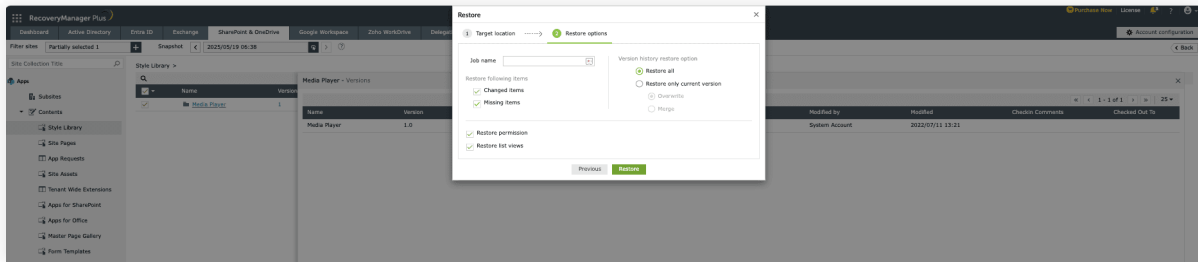 RecoveryManager Plus
Purchase Now License ?
Dashboard Active Directory Entra ID Exchange SharePoint & OneDrive Google Workspace Zoho WorkDrive Delegat
Account configuration
Filter sites Partially selected 1 + Snapshot < 2025/05/19 06:38 > ?
< Back
Site Collection Title
Style Library >
Apps
Subsites
Contents
Style Library
Site Pages
App Requests
Site Assets
Tenant Wide Extensions
Apps for SharePoint
Apps for Office
Master Page Gallery
Form Templates
Name Version
Media Player 1
Media Player - Versions
1 - 1 of 1 25
Name Version Modified by Modified Checkin Comments Checked Out To
Media Player 1.0 System Account 2022/07/11 15:21
Restore
1 Target location 2 Restore options
Job name
Restore following items
Changed items
Missing items
Version history restore option
Restore all
Restore only current version
Overwrite
Merge
Restore permission
Restore list views
Previous Restore